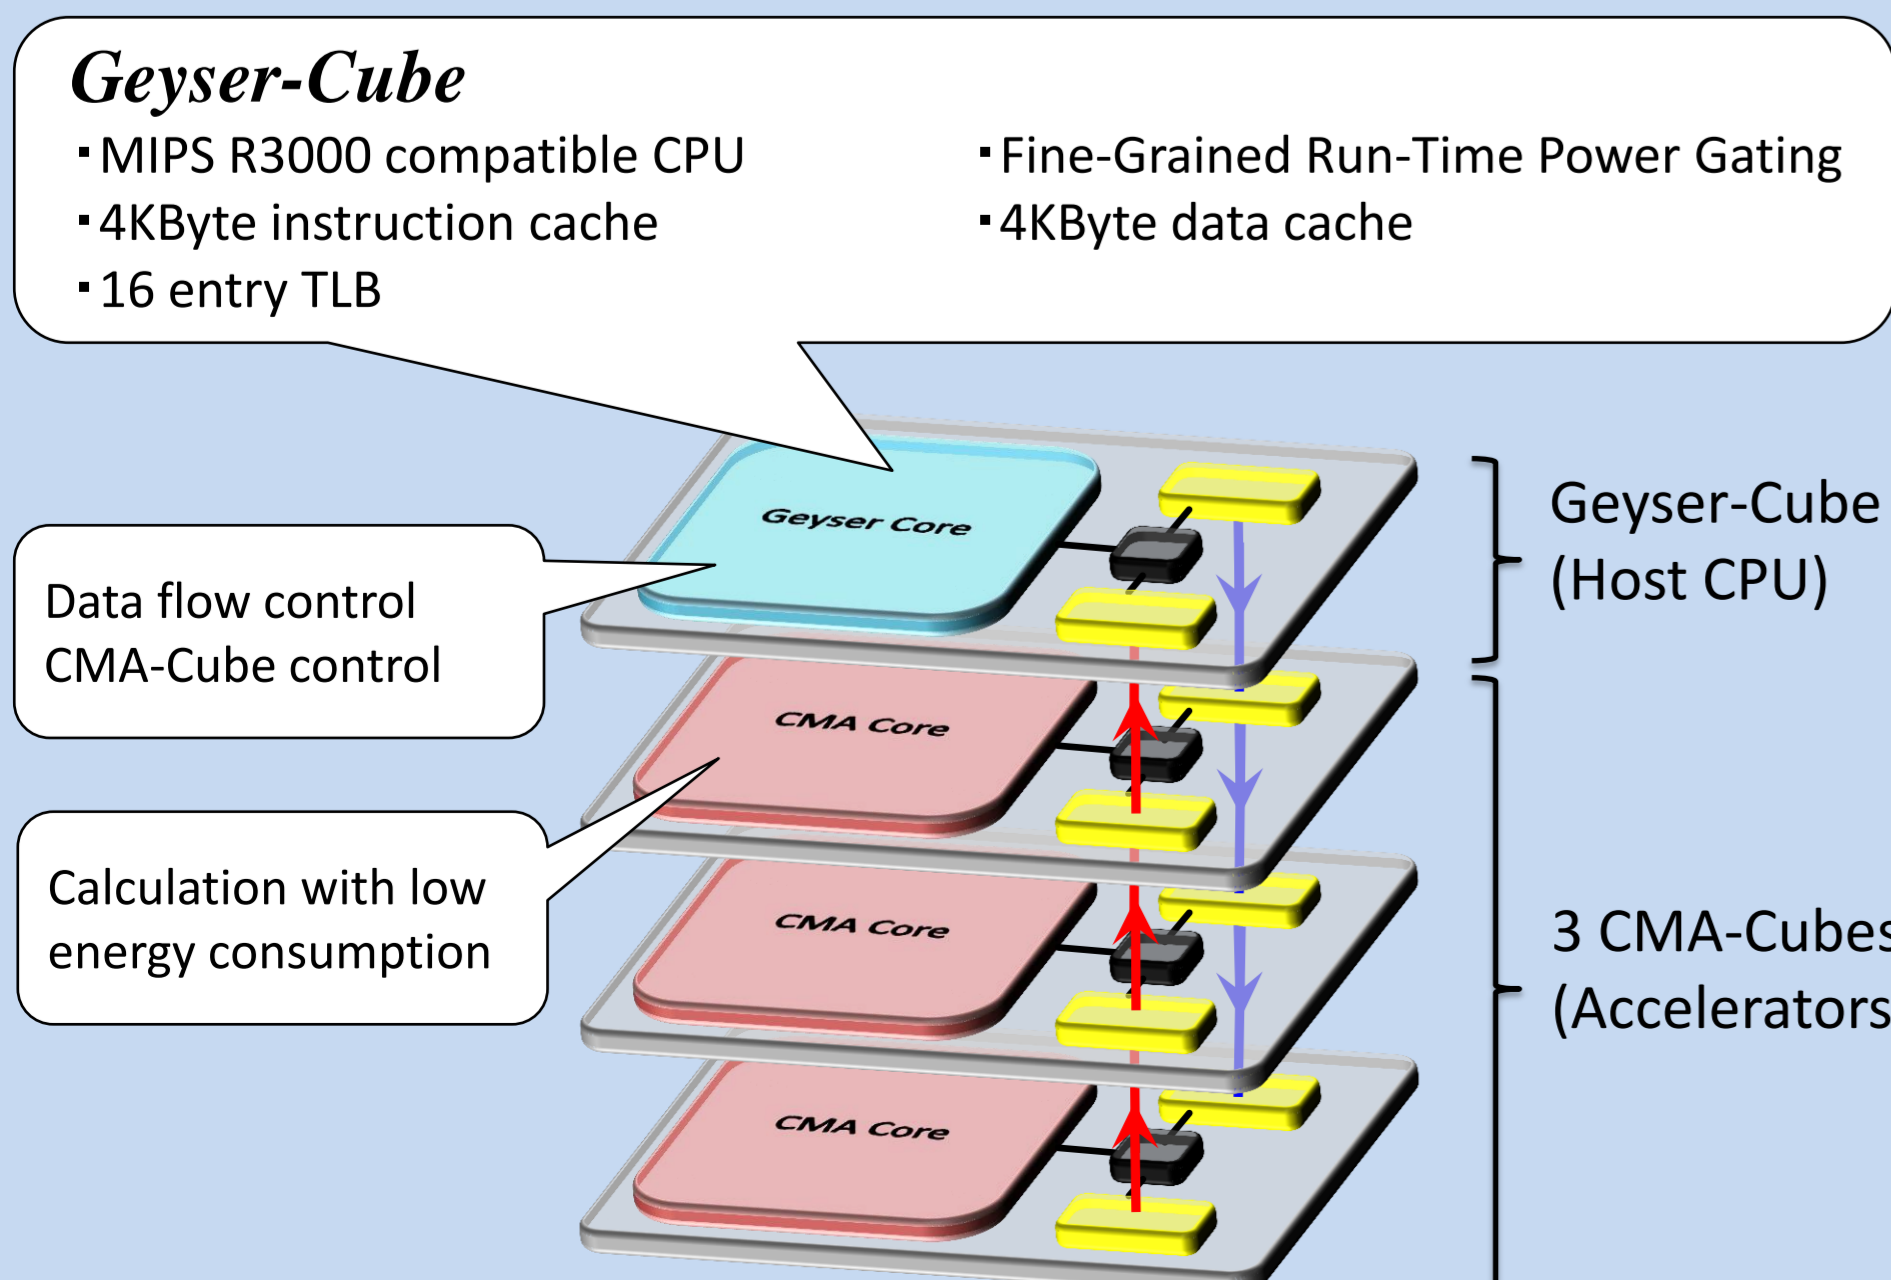 Geyser-Cube
▪MIPS R3000 compatible CPU
▪Fine-Grained Run-Time Power Gating
▪4KByte instruction cache
▪4KByte data cache
▪16 entry TLB
Geyser Core
Geyser-Cube
(Host CPU)
Data flow control
CMA-Cube control
CMA Core
Calculation with low
energy consumption
CMA Core
3 CMA-Cubes
(Accelerators
CMA Core